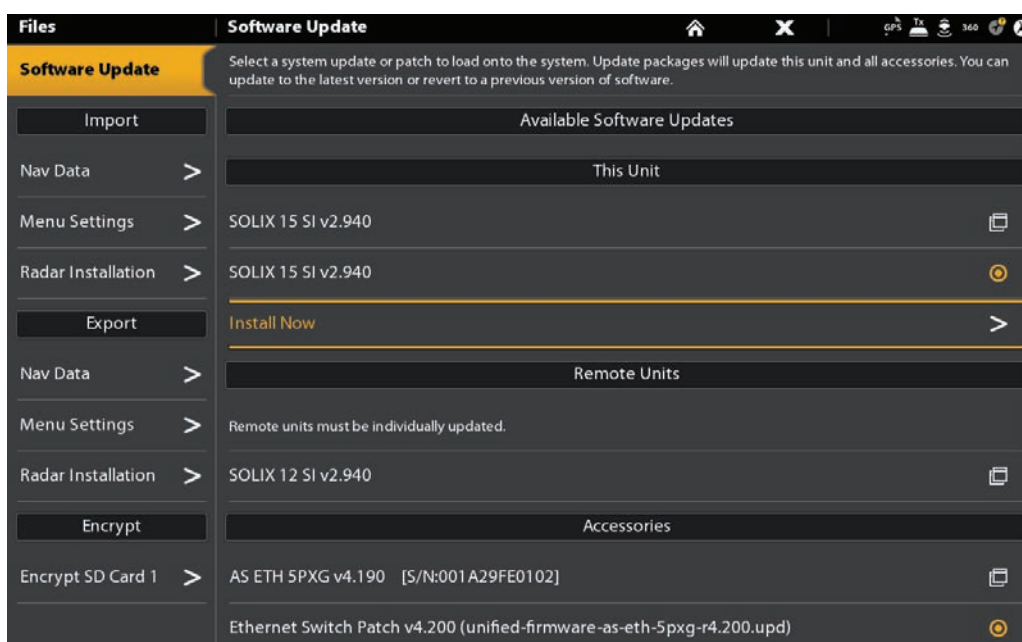 Files
Software Update
GPS Tx 360
Software Update
Import
Nav Data
Menu Settings
Radar Installation
Export
Nav Data
Menu Settings
Radar Installation
Encrypt
Encrypt SD Card 1
Select a system update or patch to load onto the system. Update packages will update this unit and all accessories. You can
update to the latest version or revert to a previous version of software.
Available Software Updates
This Unit
SOLIX 15 SI v2.940
SOLIX 15 SI v2.940
Install Now
Remote Units
Remote units must be individually updated.
SOLIX 12 SI v2.940
Accessories
AS ETH 5PXG v4.190 [S/N:001A29FE0102]
Ethernet Switch Patch v4.200 (unified-firmware-as-eth-5pxg-r4.200.upd)